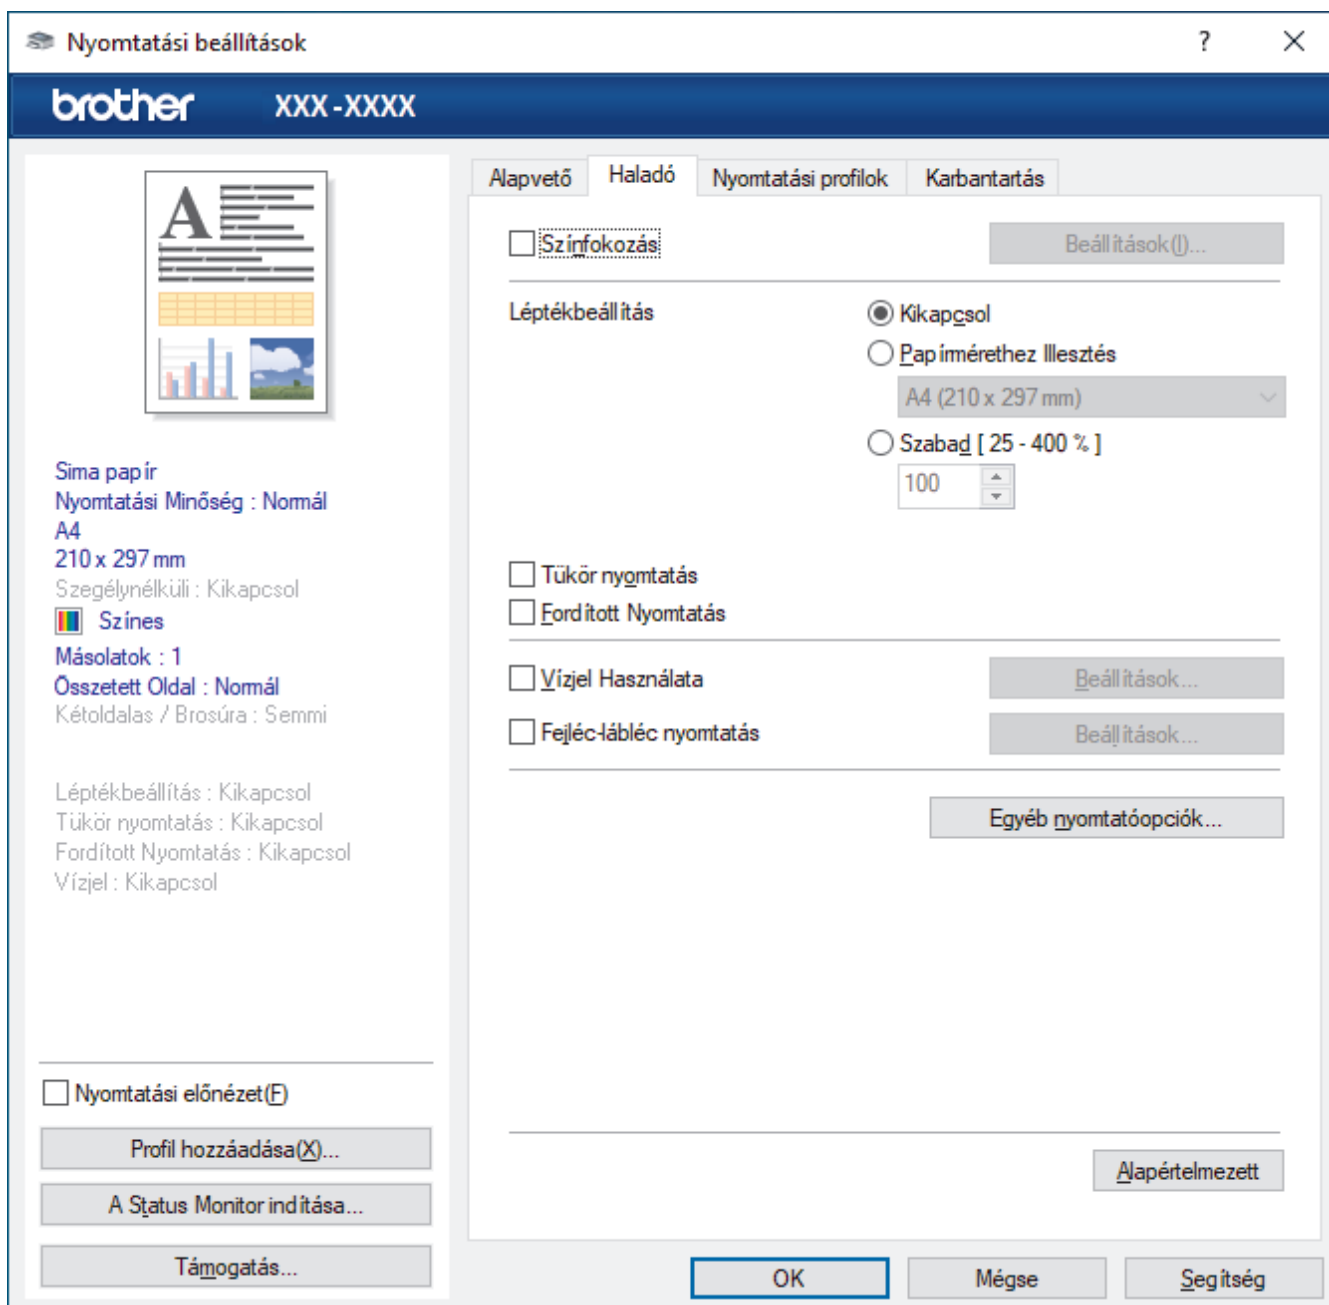 Nyomtatási beállítások
brother XXX-XXXX
A
Sima papír
Nyomtatási Minőség : Normál
A4
210 x 297 mm
Szegélynélküli : Kikapcsol
Színes
Másolatok : 1
Összetett Oldal : Normál
Kétoldalas / Brosúra : Semmi
Léptékbeállítás : Kikapcsol
Tükör nyomtatás : Kikapcsol
Fordított Nyomtatás : Kikapcsol
Vízjel : Kikapcsol
Nyomtatási előnézet(F)
Profil hozzáadása(X)...
A Status Monitor indítása...
Támogatás...
Alapvető Haladó Nyomtatási profilok Karbantartás
Színfokozás Beállítások(I)...
Léptékbeállítás Kikapcsol
Papírmérethez Illesztés
A4 (210 x 297 mm)
Szabad [ 25 - 400 % ]
100
Tükör nyomtatás
Fordított Nyomtatás
Vízjel Használata Beállítások...
Fejléc-lábléc nyomtatás Beállítások...
Egyéb nyomtatóopciók...
Alapértelmezett
OK Mégse Segítség